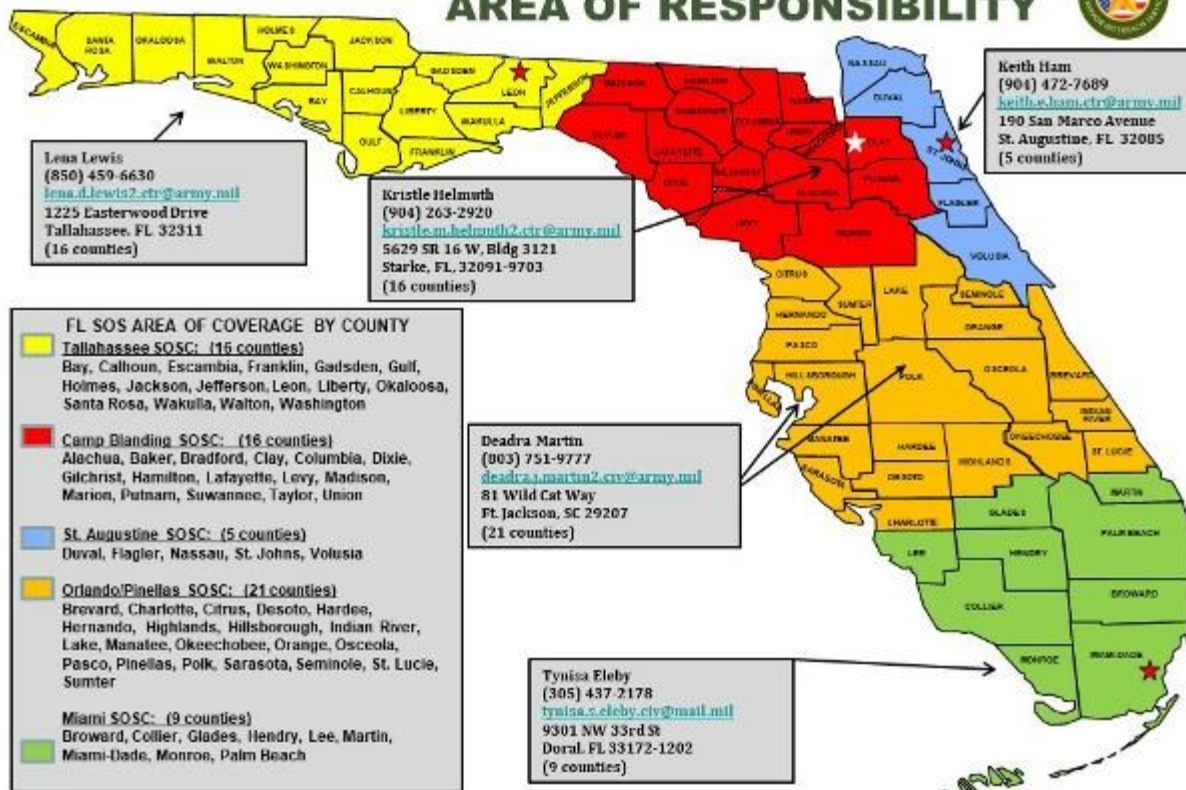 AREA OF RESPONSIBILITY
ESCAMBIA
SANTA
ROSA
OKALOOSA
WALTON
HOLMES
WASHINGTON
JACKSON
BAY
CALHOUN
GULF
LIBERTY
FRANKLIN
GADSDEN
LEON
WAKULLA
JEFFERSON
TAYLOR
LAFAYETTE
DIXIE
LEVY
MARION
CLAY
PUTNAM
NASSAU
DUVAL
ST. JOHNS
FLAGLER
VOLUSIA
Keith Ham
(904) 472-7689
keith.e.ham.ctr@army.mil
190 San Marco Avenue
St. Augustine, FL 32085
(5 counties)
Lena Lewis
(850) 459-6630
lena.d.lewis2.ctr@army.mil
1225 Easterwood Drive
Tallahassee, FL 32311
(16 counties)
Kristle Helmuth
(904) 263-2920
kristle.m.helmuth2.ctr@army.mil
5629 SR 16 W, Bldg 3121
Starke, FL, 32091-9703
(16 counties)
CITRUS
SUMTER
LAKE
SEMINOLE
HERNANDO
ORANGE
PASCO
HILLSBOROUGH
POLK
OSCEOLA
BREVARD
INDIAN
RIVER
MANATEE
HARDEE
OKEECHOBEE
HIGHLANDS
ST. LUCIE
SARASOTA
DESOTO
CHARLOTTE
GLADES
MARTIN
LEE
HENDRY
PALM BEACH
COLLIER
BROWARD
MONROE
MIAMI-DADE
FL SOS AREA OF COVERAGE BY COUNTY
Tallahassee SOSC: (16 counties)
Bay, Calhoun, Escambia, Franklin, Gadsden, Gulf,
Holmes, Jackson, Jefferson, Leon, Liberty, Okaloosa,
Santa Rosa, Wakulla, Walton, Washington
Camp Blanding SOSC: (16 counties)
Alachua, Baker, Bradford, Clay, Columbia, Dixie,
Gilchrist, Hamilton, Lafayette, Levy, Madison,
Marion, Putnam, Suwannee, Taylor, Union
St. Augustine SOSC: (5 counties)
Duval, Flagler, Nassau, St. Johns, Volusia
Orlando/Pinellas SOSC: (21 counties)
Brevard, Charlotte, Citrus, Desoto, Hardee,
Hernando, Highlands, Hillsborough, Indian River,
Lake, Manatee, Okeechobee, Orange, Osceola,
Pasco, Pinellas, Polk, Sarasota, Seminole, St. Lucie,
Sumter
Miami SOSC: (9 counties)
Broward, Collier, Glades, Hendry, Lee, Martin,
Miami-Dade, Monroe, Palm Beach
Deadra Martin
(803) 751-9777
deadra.j.martin2.civ@army.mil
81 Wild Cat Way
Ft. Jackson, SC 29207
(21 counties)
Tynisa Eleby
(305) 437-2178
tynisa.s.eleby.civ@mail.mil
9301 NW 33rd St
Doral, FL 33172-1202
(9 counties)